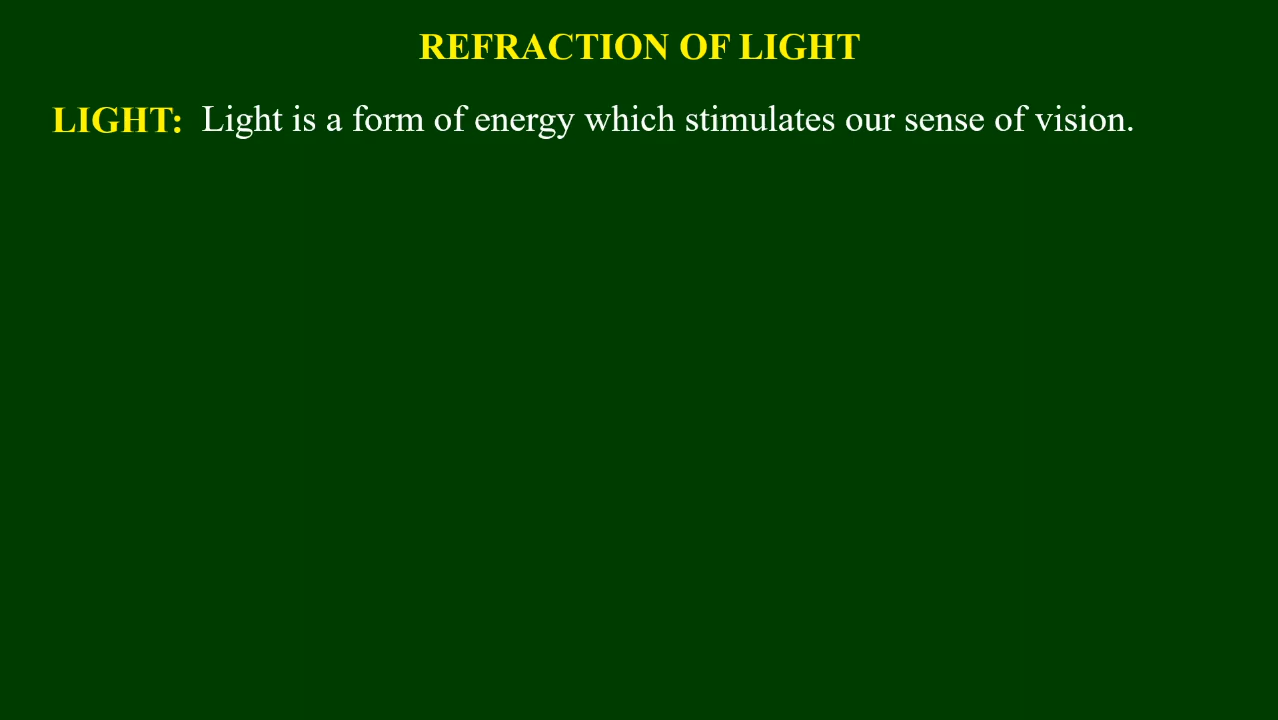 REFRACTION OF LIGHT
LIGHT: Light is a form of energy which stimulates our sense of vision.